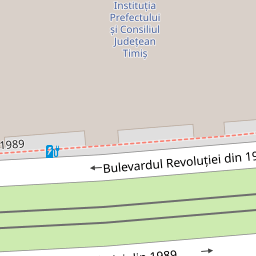 Instituția
Prefectului
și Consiliul
Județean
Timiș
1989
Bulevardul Revoluției din 19
din 1989